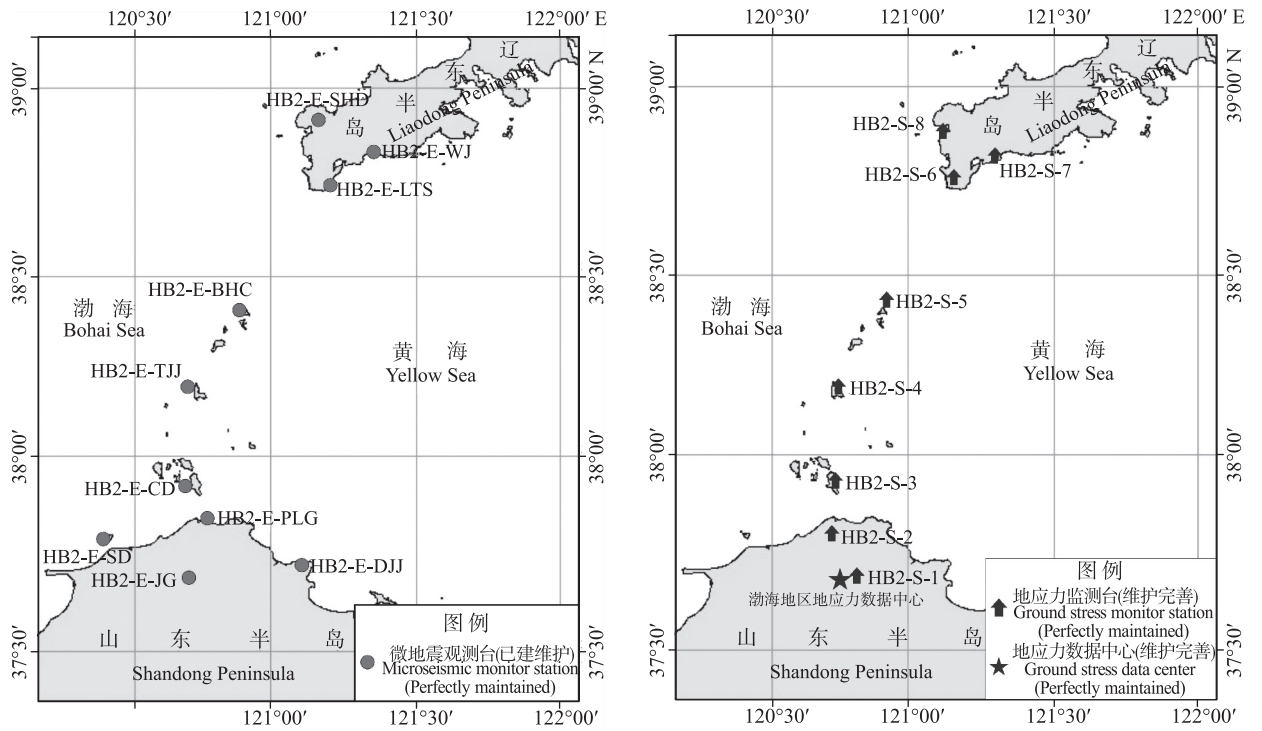 120°30′ 121°00′ 121°30′ 122°00′ E
39°00′ N
38°30′
38°00′
37°30′
辽
东
半
岛
Liaodong Peninsula
HB2-E-SHD
HB2-E-WJ
HB2-E-LTS
HB2-E-BHC
渤 海
Bohai Sea
黄 海
Yellow Sea
HB2-E-TJJ
HB2-E-CD
HB2-E-PLG
HB2-E-SD
HB2-E-DJJ
HB2-E-JG
山 东 半 岛
Shandong Peninsula
图 例
微地震观测台(已建维护)
Microseismic monitor station
(Perfectly maintained)
39°00′ N
38°30′
38°00′
37°30′
120°30′ 121°00′ 121°30′ 122°00′
120°30′ 121°00′ 121°30′ 122°00′ E
39°00′
38°30′
38°00′
37°30′
辽
东
半
岛
Liaodong Peninsula
HB2-S-8
HB2-S-7
HB2-S-6
HB2-S-5
渤 海
Bohai Sea
黄 海
Yellow Sea
HB2-S-4
HB2-S-3
HB2-S-2
HB2-S-1
渤海地区地应力数据中心
山 东 半 岛
Shandong Peninsula
图 例
地应力监测台(维护完善)
Ground stress monitor station
(Perfectly maintained)
地应力数据中心(维护完善)
Ground stress data center
(Perfectly maintained)
39°00′ N
38°30′
38°00′
37°30′
120°30′ 121°00′ 121°30′ 122°00′